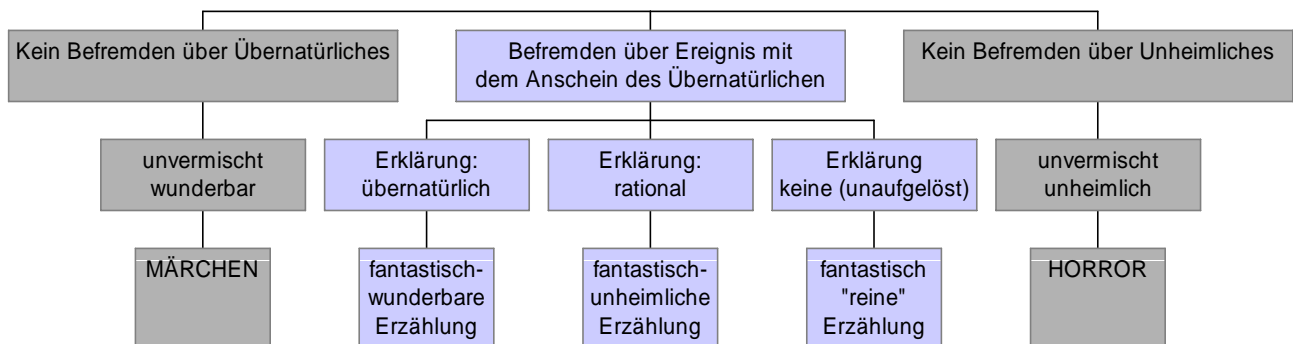 Kein Befremden über Übernatürliches
Befremden über Ereignis mit
dem Anschein des Übernatürlichen
Kein Befremden über Unheimliches
unvermischt
wunderbar
Erklärung:
übernatürlich
Erklärung:
rational
Erklärung
keine (unaufgelöst)
unvermischt
unheimlich
MÄRCHEN
fantastisch-
wunderbare
Erzählung
fantastisch-
unheimliche
Erzählung
fantastisch
"reine"
Erzählung
HORROR